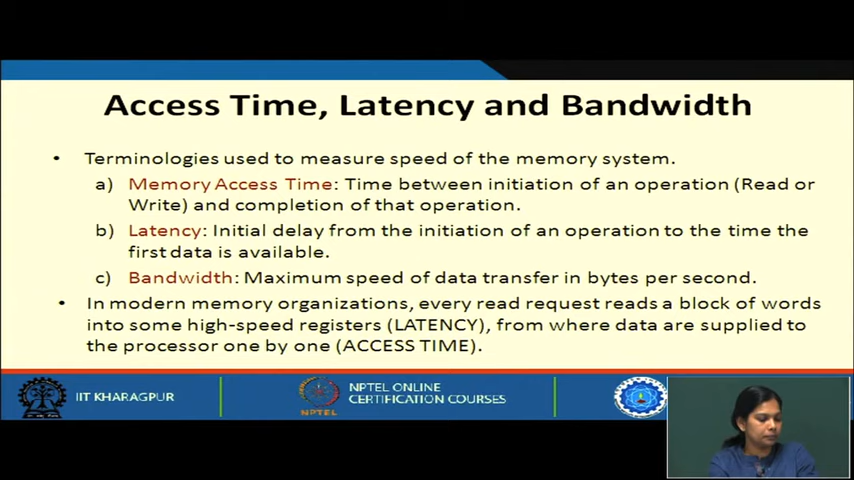 Access Time, Latency and Bandwidth
• Terminologies used to measure speed of the memory system.
a) Memory Access Time: Time between initiation of an operation (Read or
Write) and completion of that operation.
b) Latency: Initial delay from the initiation of an operation to the time the
first data is available.
c) Bandwidth: Maximum speed of data transfer in bytes per second.
• In modern memory organizations, every read request reads a block of words
into some high-speed registers (LATENCY), from where data are supplied to
the processor one by one (ACCESS TIME).
IIT KHARAGPUR
NPTEL
NPTEL ONLINE
CERTIFICATION COURSES